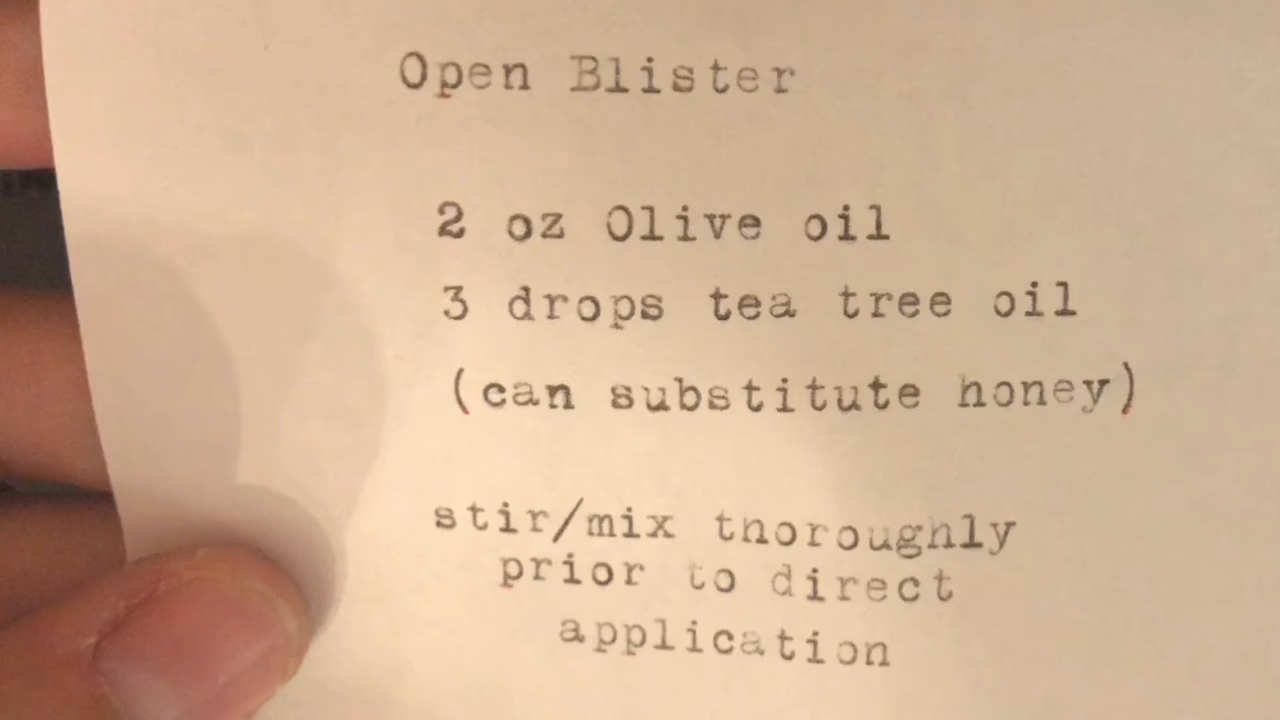 Open Blister
2 oz Olive oil
3 drops tea tree oil
(can substitute honey)
stir/mix thoroughly
prior to direct
application